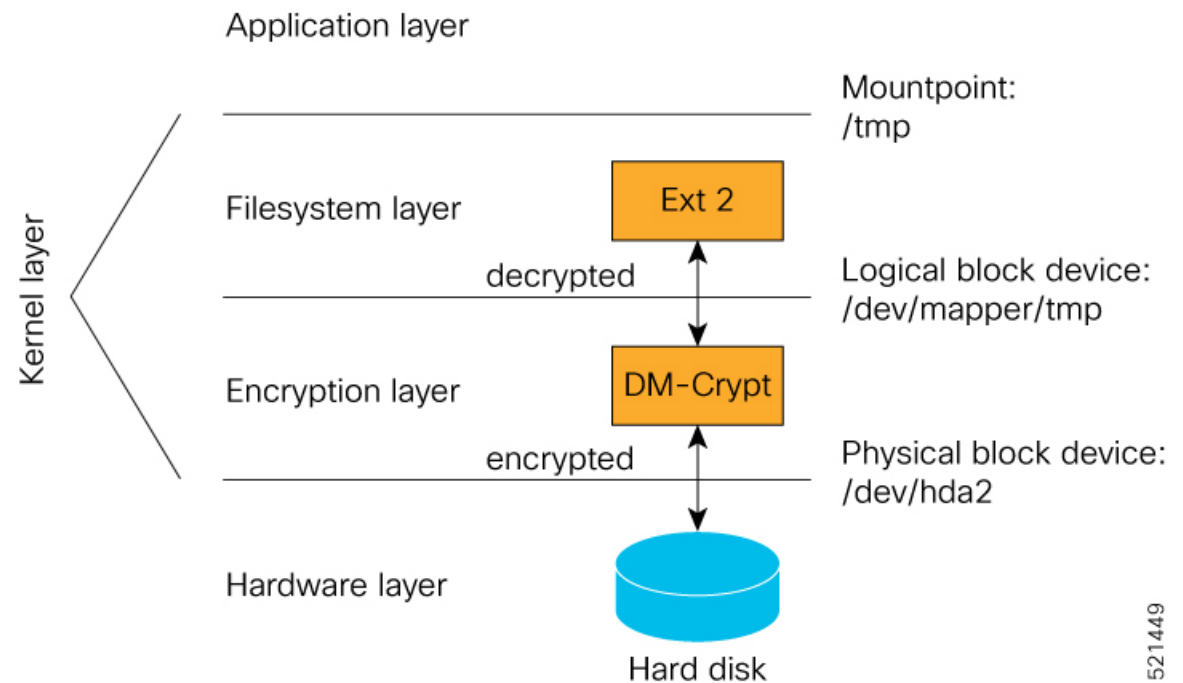 Application layer
Mountpoint:
/tmp
Kernel layer
Filesystem layer
Ext 2
decrypted
Logical block device:
/dev/mapper/tmp
Encryption layer
DM-Crypt
encrypted
Physical block device:
/dev/hda2
Hardware layer
Hard disk
521449